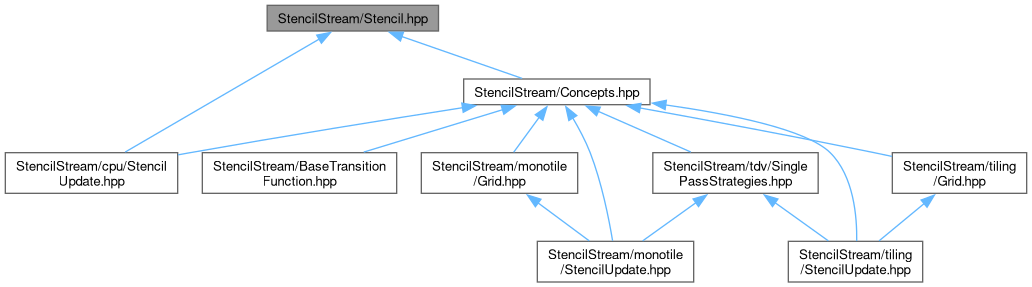 StencilStream/Stencil.hpp
StencilStream/Concepts.hpp
StencilStream/cpu/Stencil
Update.hpp
StencilStream/BaseTransition
Function.hpp
StencilStream/monotile
/Grid.hpp
StencilStream/tdv/Single
PassStrategies.hpp
StencilStream/tiling
/Grid.hpp
StencilStream/monotile
/StencilUpdate.hpp
StencilStream/tiling
/StencilUpdate.hpp